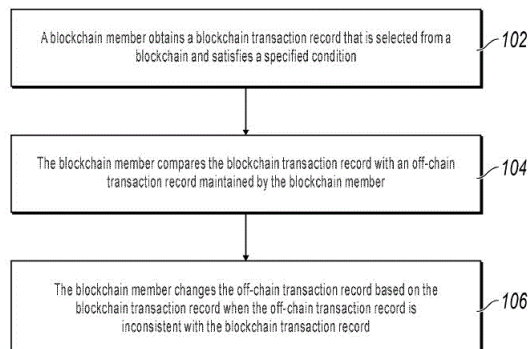 A blockchain member obtains a blockchain transaction record that is selected from a
blockchain and satisfies a specified condition
102
The blockchain member compares the blockchain transaction record with an off-chain
transaction record maintained by the blockchain member
104
The blockchain member changes the off-chain transaction record based on the
blockchain transaction record when the off-chain transaction record is
inconsistent with the blockchain transaction record
106